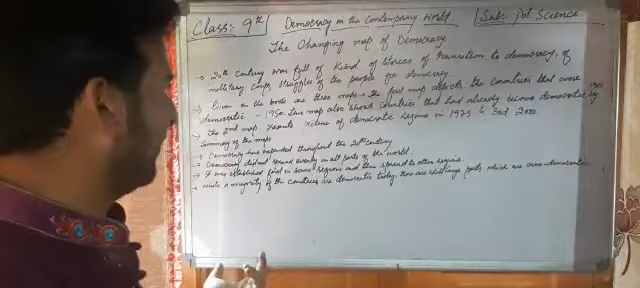 Class:- 9th Democracy in the Contemporary World Sub:- Pol Science
The Changing map of Democracy
→ 20th Century was full of Kind of Stories of transition to democracy, of
military coups struggles of the people democracy
→ Given in the book are three maps → The first map depicts the Countries that were
democratic - 1950. This map also shows Countries that had already become democratic by 1900
→ The 2nd map democratic regime in 1975 & 3rd 2000.
Summary of the maps
→ Democracy has expanded throughout the 20th Century
→ Democracy did not spread evenly in all parts of the world.
→ It was established first in some regions and then spread to other regions
→ While a majority of the Countries are democratic today, there are still large parts, which are